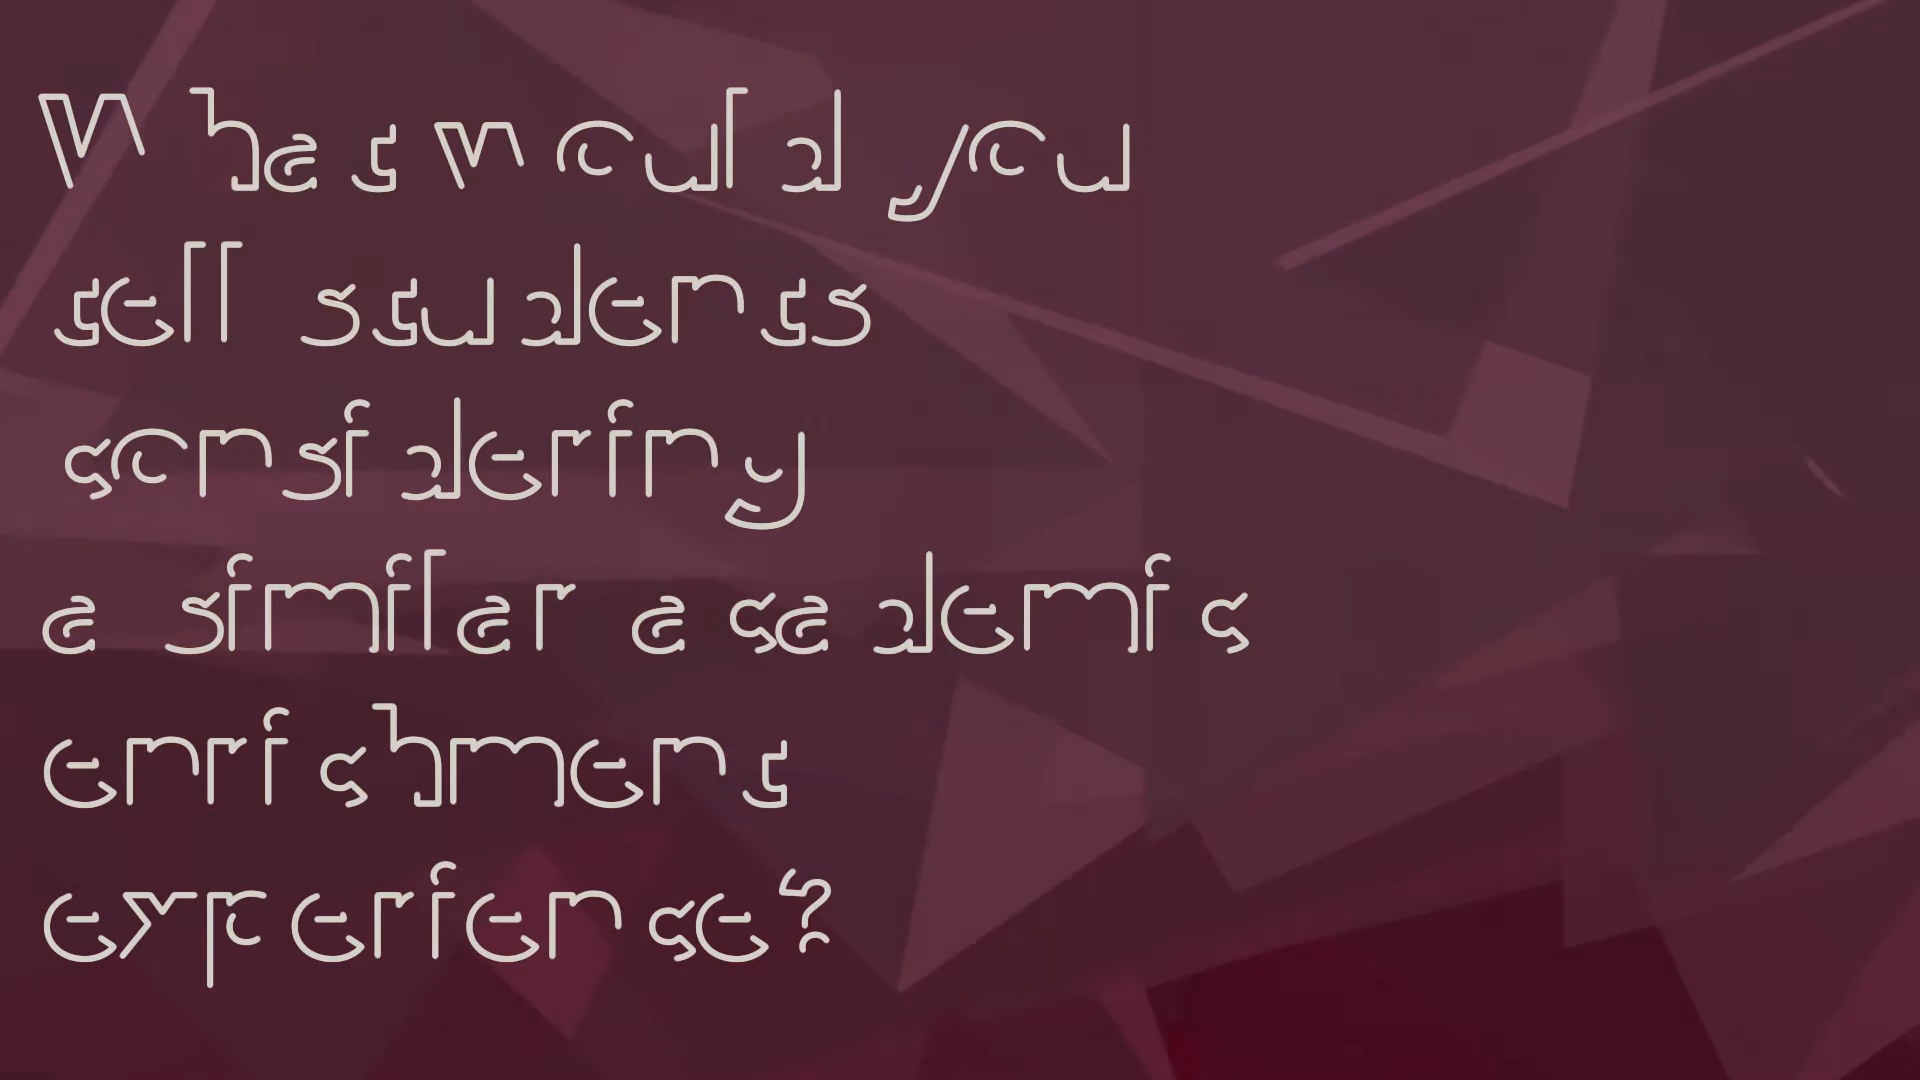 What would you
tell students
considering
a similar academic
enrichment
experience?